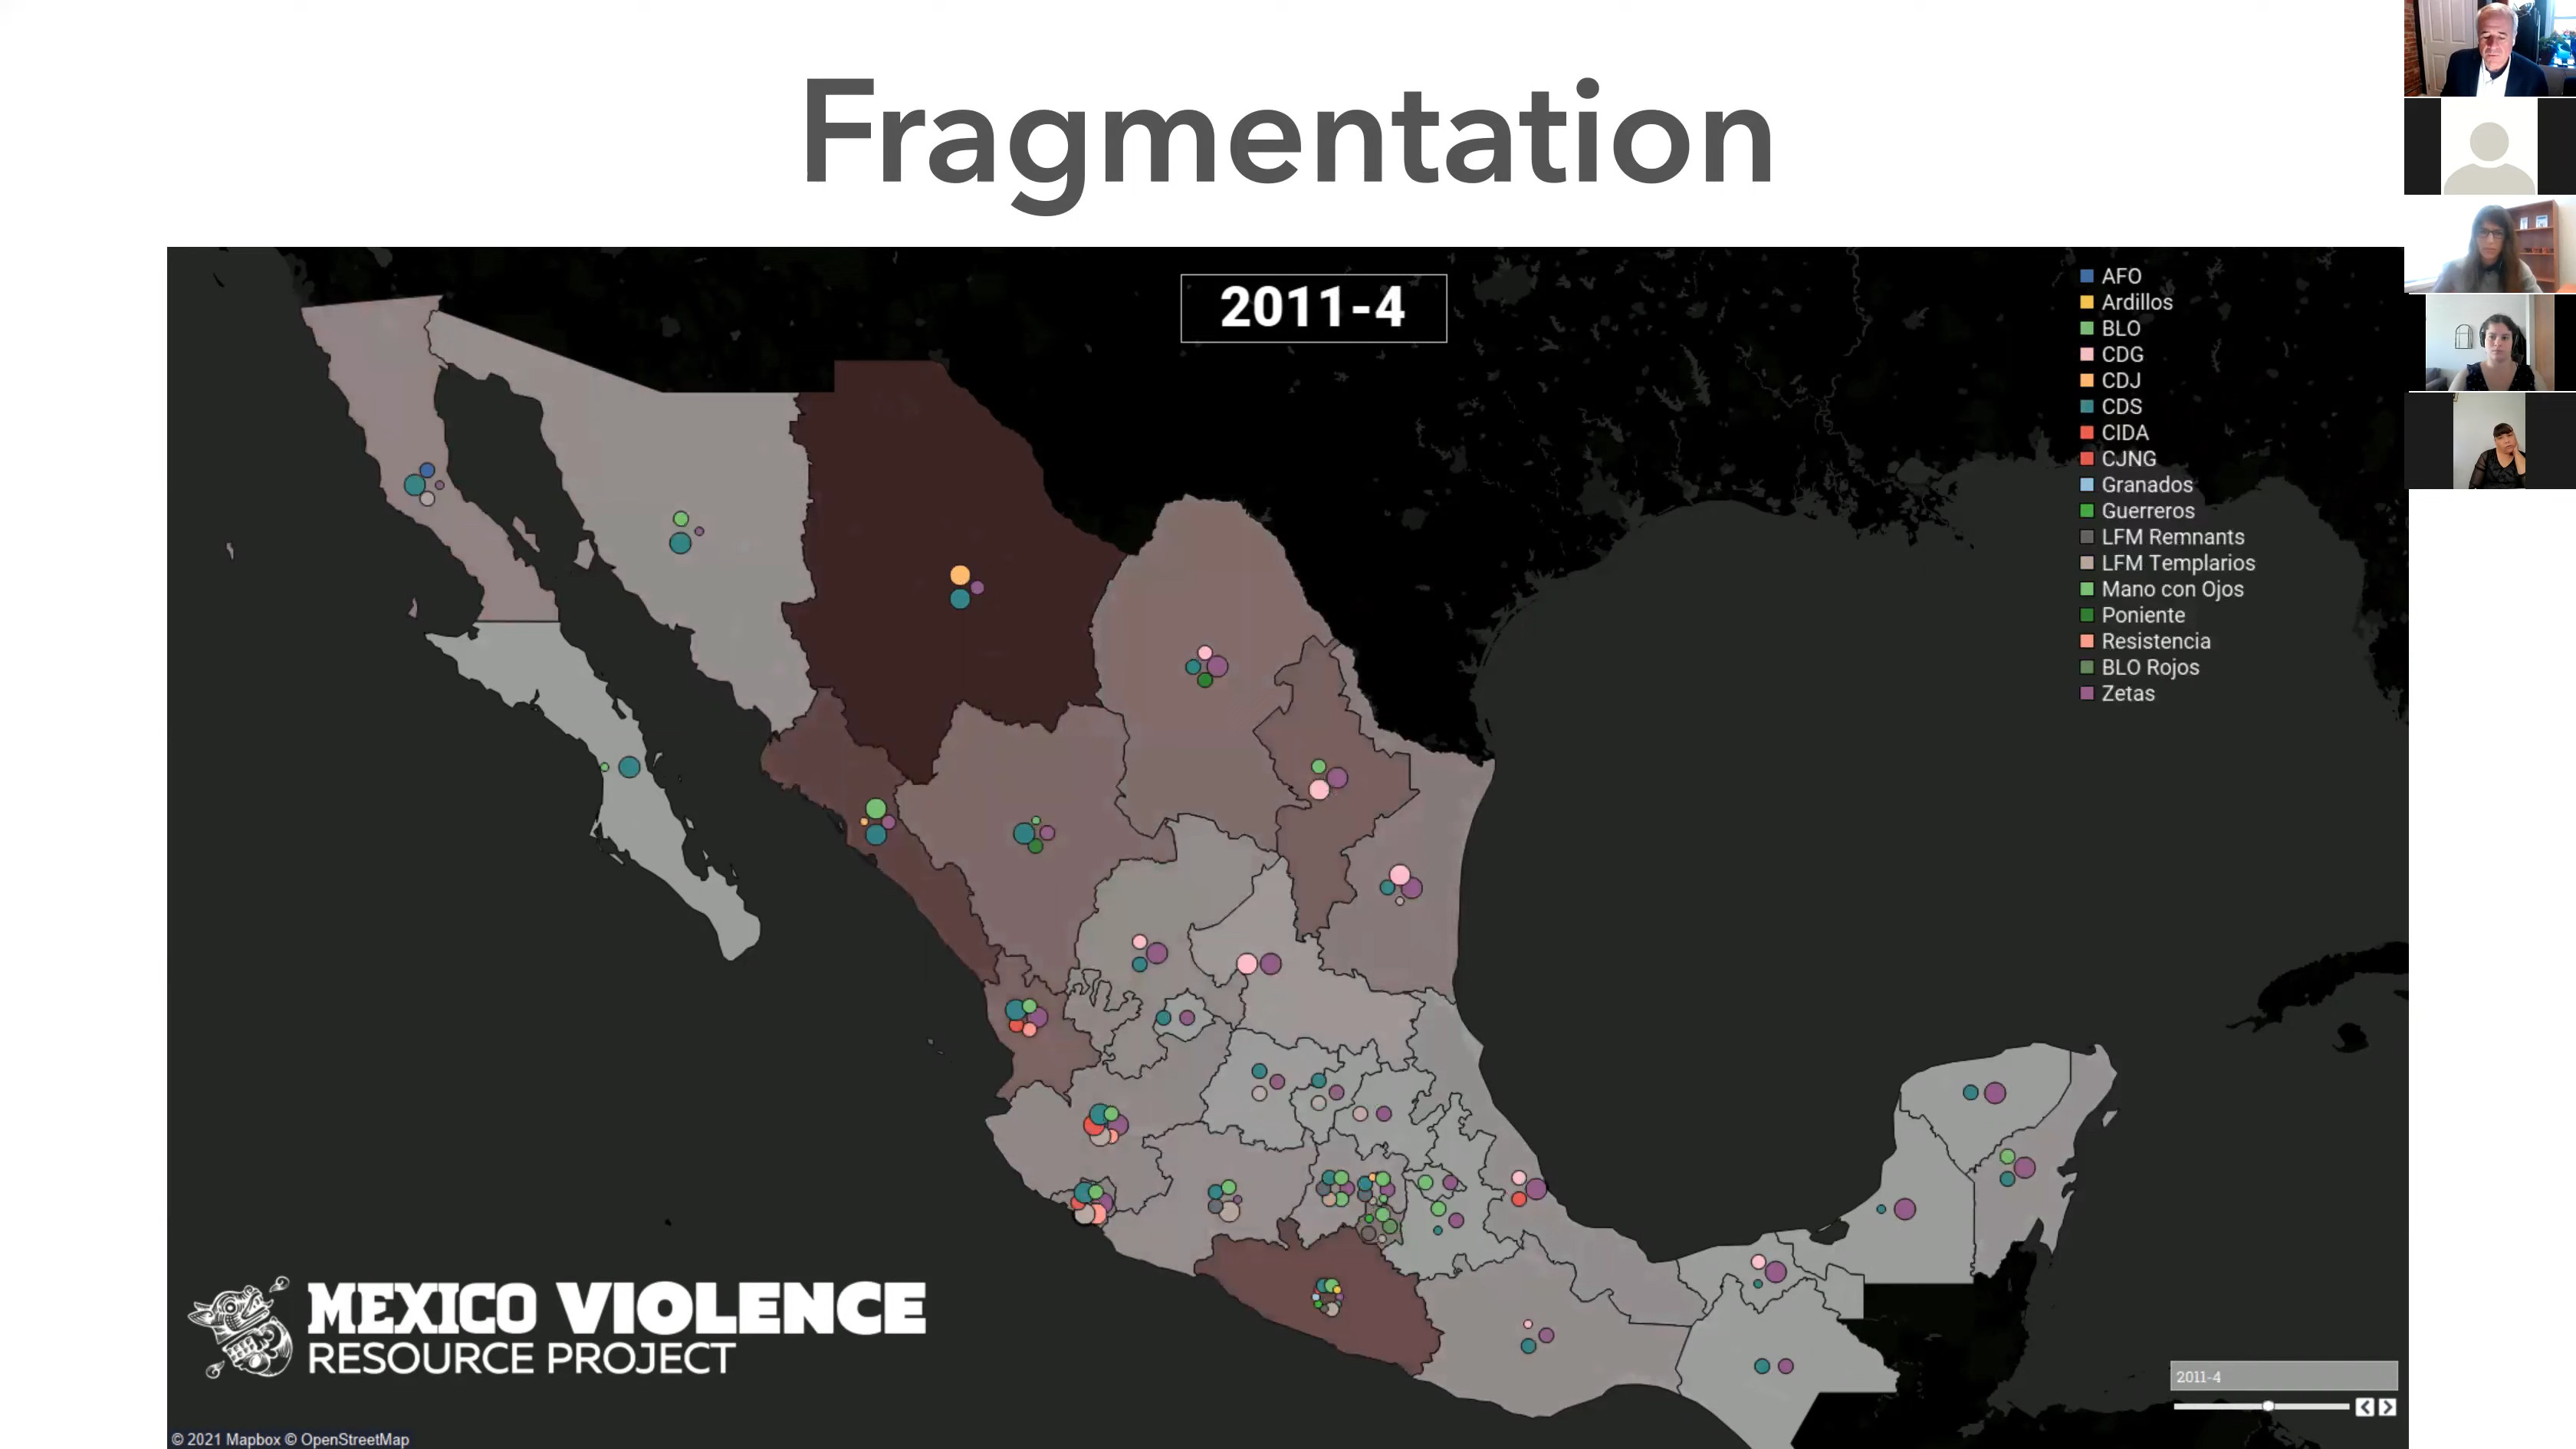 Fragmentation
2011-4
AFO
Ardillos
BLO
CDG
CDJ
CDS
CIDA
CJNG
Granados
Guerreros
LFM Remnants
LFM Templarios
Mano con Ojos
Poniente
Resistencia
BLO Rojos
Zetas
MEXICO VIOLENCE
RESOURCE PROJECT
2011-4
© 2021 Mapbox © OpenStreetMap